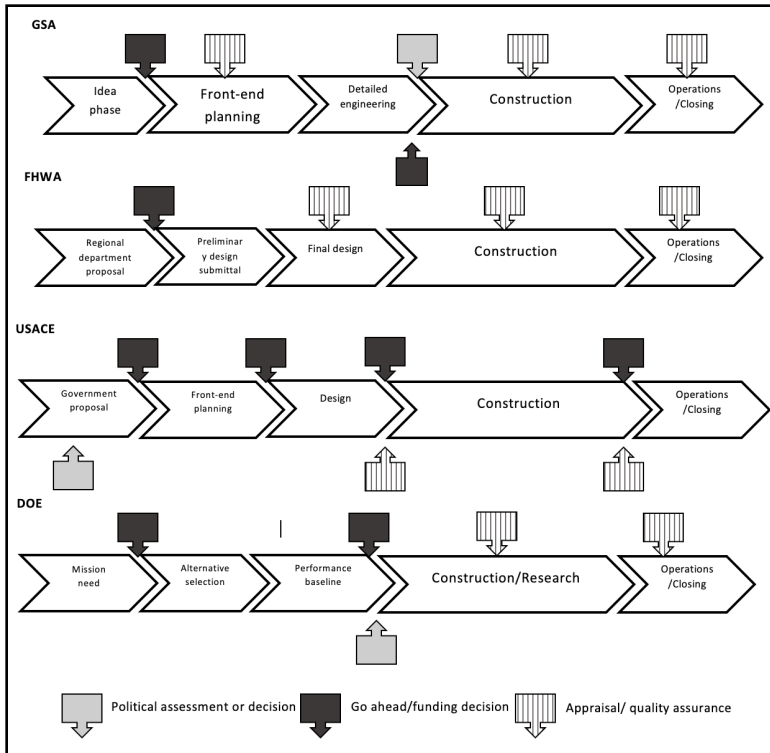 GSA
Idea
phase
Front-end
planning
Detailed
engineering
Construction
Operations
/Closing
FHWA
Regional
department
proposal
Preliminar
y design
submittal
Final design
Construction
Operations
/Closing
USACE
Government
proposal
Front-end
planning
Design
Construction
Operations
/Closing
DOE
Mission
need
Alternative
selection
Performance
baseline
Construction/Research
Operations
/Closing
Political assessment or decision
Go ahead/funding decision
Appraisal/ quality assurance